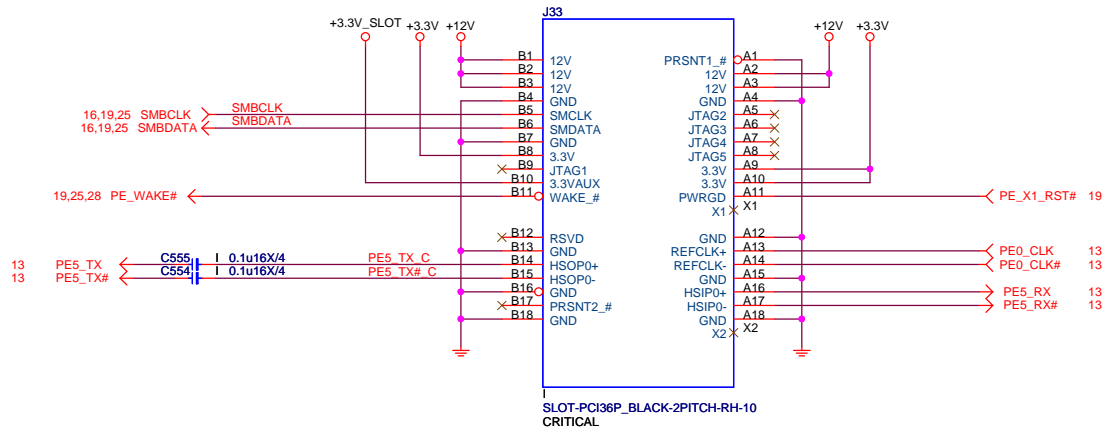 J33
+3.3V_SLOT +3.3V +12V +12V +3.3V
B1 12V PRSNT1_# A1
B2 12V 12V A2
B3 12V 12V A3
B4 GND GND A4
16,19,25 SMBCLK SMBCLK B5 SMCLK JTAG2 A5
16,19,25 SMBDATA SMBDATA B6 SMDATA JTAG3 A6
B7 GND JTAG4 A7
B8 3.3V JTAG5 A8
B9 JTAG1 3.3V A9
B10 3.3VAUX 3.3V A10
19,25,28 PE_WAKE# B11 WAKE_# PWRGD A11 PE_X1_RST# 19
X1 X1
B12 RSVD GND A12
B13 GND REFCLK+ A13 PE0_CLK 13
13 PE5_TX C555 I 0.1u16X/4 PE5_TX_C B14 HSOP0+ REFCLK- A14 PE0_CLK# 13
13 PE5_TX# C554 I 0.1u16X/4 PE5_TX#_C B15 HSOP0- GND A15
B16 GND HSIP0+ A16 PE5_RX 13
B17 PRSNT2_# HSIP0- A17 PE5_RX# 13
B18 GND GND A18
X2 X2
I
SLOT-PCI36P_BLACK-2PITCH-RH-10
CRITICAL